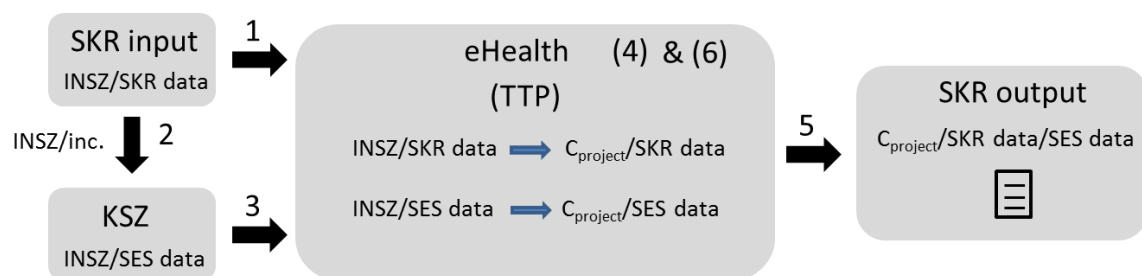 SKR input
INSZ/SKR data
1
INSZ/inc.
2
KSZ
INSZ/SES data
3
eHealth (4) & (6)
(TTP)
INSZ/SKR data
Cproject/SKR data
INSZ/SES data
Cproject/SES data
5
SKR output
Cproject/SKR data/SES data